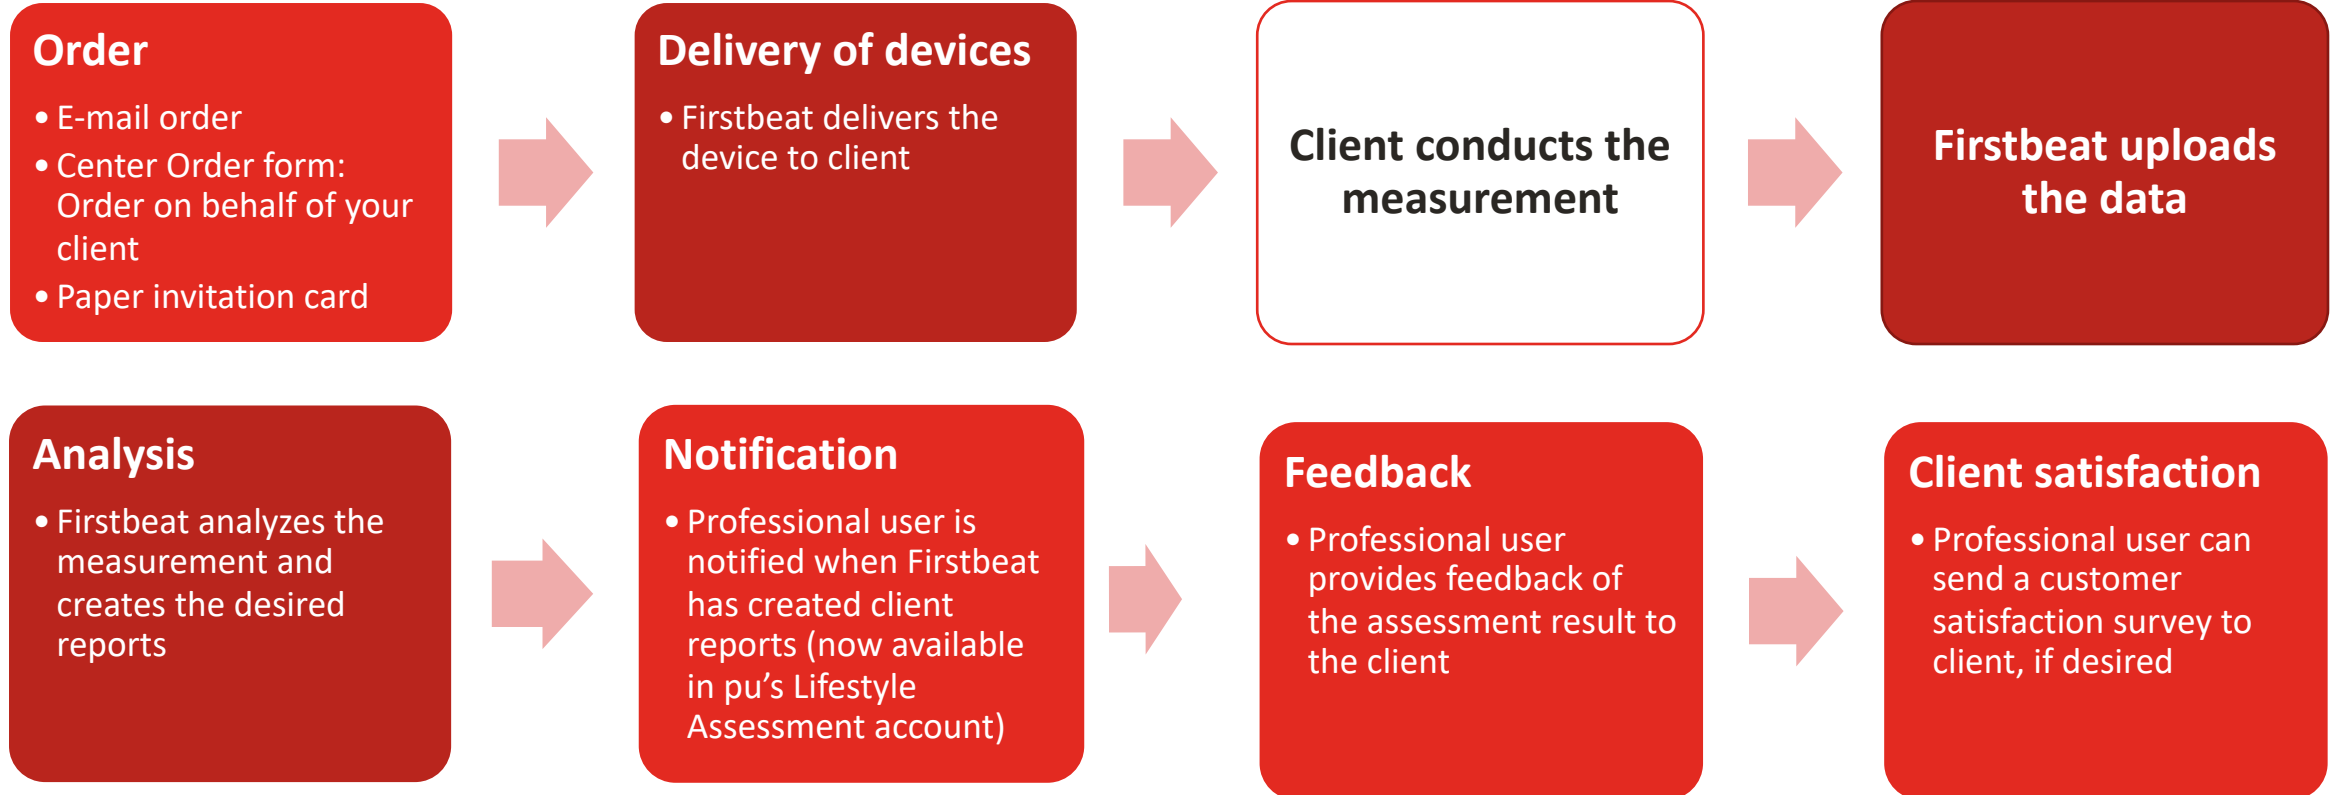 Order
• E-mail order
• Center Order form:
Order on behalf of your
client
• Paper invitation card
Delivery of devices
• Firstbeat delivers the
device to client
Client conducts the
measurement
Firstbeat uploads
the data
Analysis
• Firstbeat analyzes the
measurement and
creates the desired
reports
Notification
• Professional user is
notified when Firstbeat
has created client
reports (now available
in pu’s Lifestyle
Assessment account)
Feedback
• Professional user
provides feedback of
the assessment result to
the client
Client satisfaction
• Professional user can
send a customer
satisfaction survey to
client, if desired